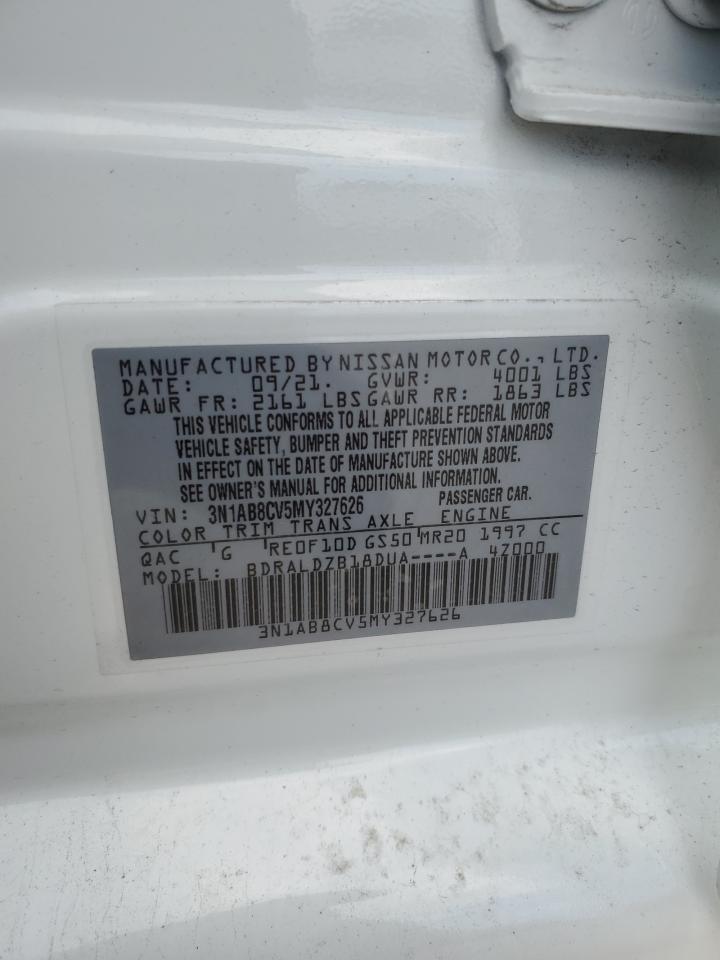 MANUFACTURED BY NISSAN MOTOR CO., LTD.
DATE: 09/21. GVWR: 4001 LBS
GAWR FR: 2161 LBS GAWR RR: 1863 LBS
THIS VEHICLE CONFORMS TO ALL APPLICABLE FEDERAL MOTOR
VEHICLE SAFETY, BUMPER AND THEFT PREVENTION STANDARDS
IN EFFECT ON THE DATE OF MANUFACTURE SHOWN ABOVE.
SEE OWNER'S MANUAL FOR ADDITIONAL INFORMATION.
VIN: 3N1AB8CV5MY327626 PASSENGER CAR.
COLOR TRIM TRANS AXLE ENGINE
QAC G RE0F10D GS50 MR20 1997 CC
MODEL: BDRALDZB18DUA----A 47000
3N1AB8CV5MY327626